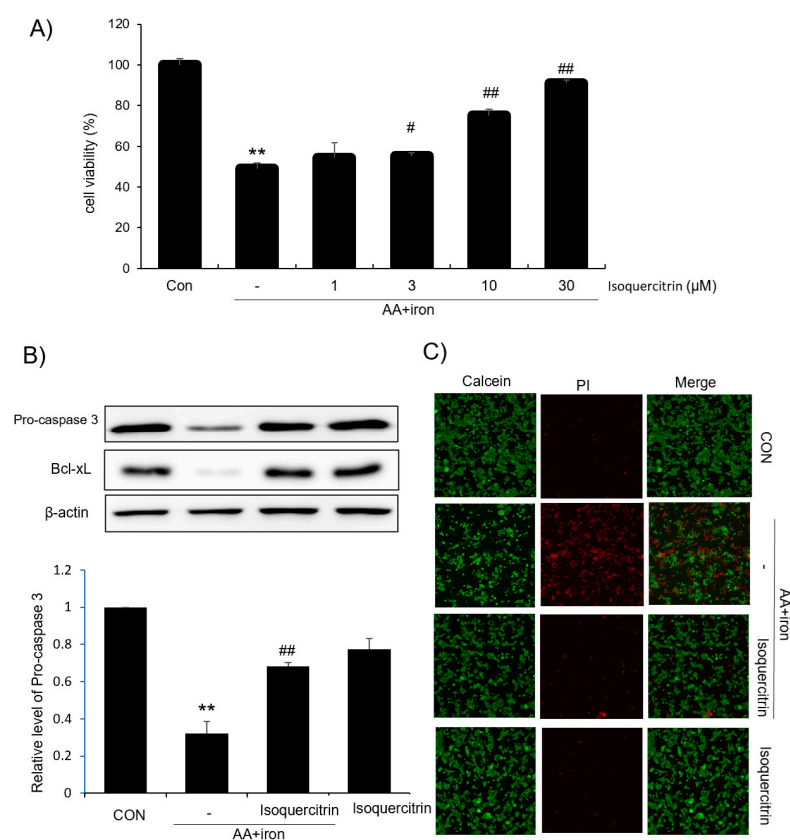 A)
120
100
80
60
40
20
0
cell viability (%)
**
#
##
##
Con - 1 3 10 30 Isoquercitrin (µM)
AA+iron
B)
Pro-caspase 3
Bcl-xL
β-actin
1.2
1
0.8
0.6
0.4
0.2
0
Relative level of Pro-caspase 3
**
##
CON - Isoquercitrin Isoquercitrin
AA+iron
C)
Calcein PI Merge
CON
-
Isoquercitrin
AA+iron
Isoquercitrin